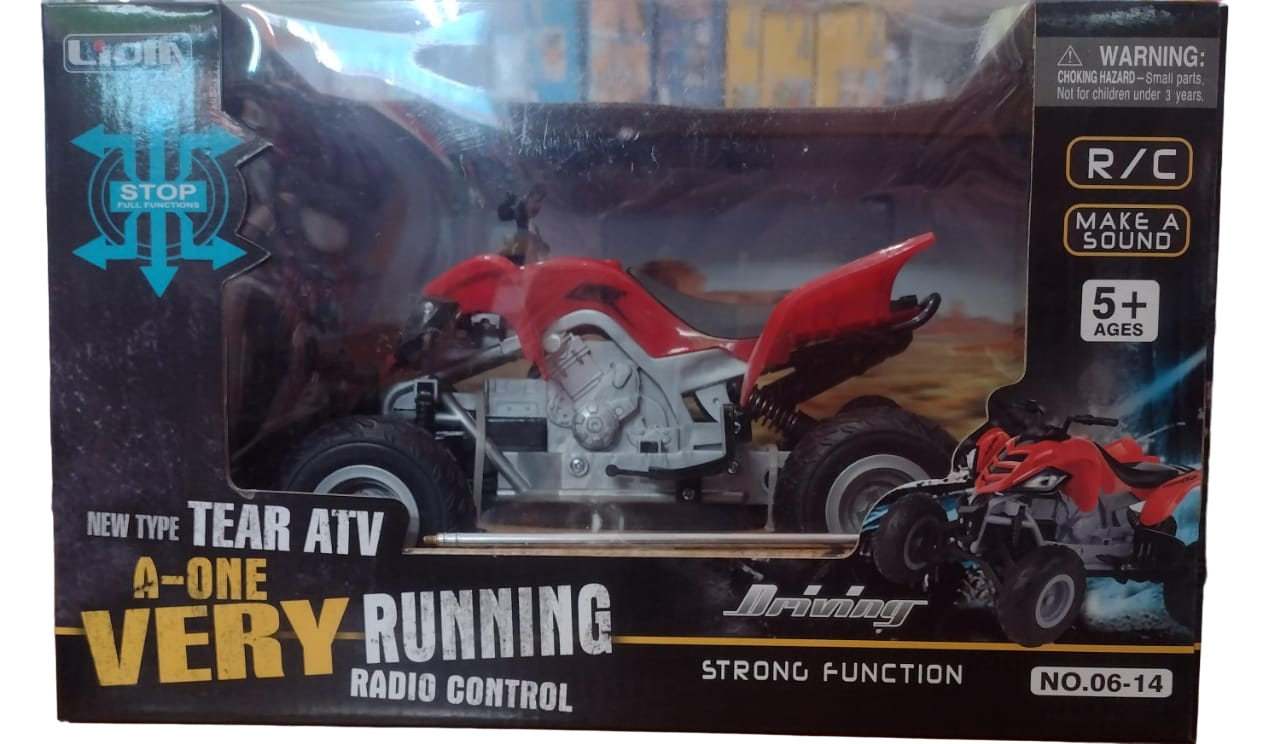 WARNING:
CHOKING HAZARD – Small parts.
Not for children under 3 years.
STOP
FULL FUNCTIONS
R/C
MAKE A
SOUND
5+
AGES
NEW TYPE TEAR ATV
A-ONE
VERY RUNNING
RADIO CONTROL
Driving
STRONG FUNCTION
NO.06-14